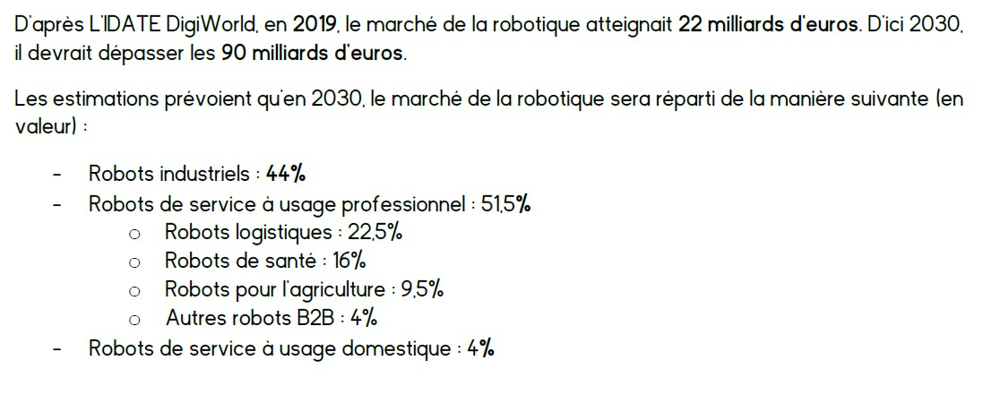 D'après L'IDATE DigiWorld, en 2019, le marché de la robotique atteignait 22 milliards d'euros. D'ici 2030,
il devrait dépasser les 90 milliards d'euros.
Les estimations prévoient qu'en 2030, le marché de la robotique sera réparti de la manière suivante (en
valeur) :
- Robots industriels : 44%
- Robots de service à usage professionnel : 51,5%
o Robots logistiques : 22,5%
o Robots de santé : 16%
o Robots pour l'agriculture : 9,5%
o Autres robots B2B : 4%
- Robots de service à usage domestique : 4%